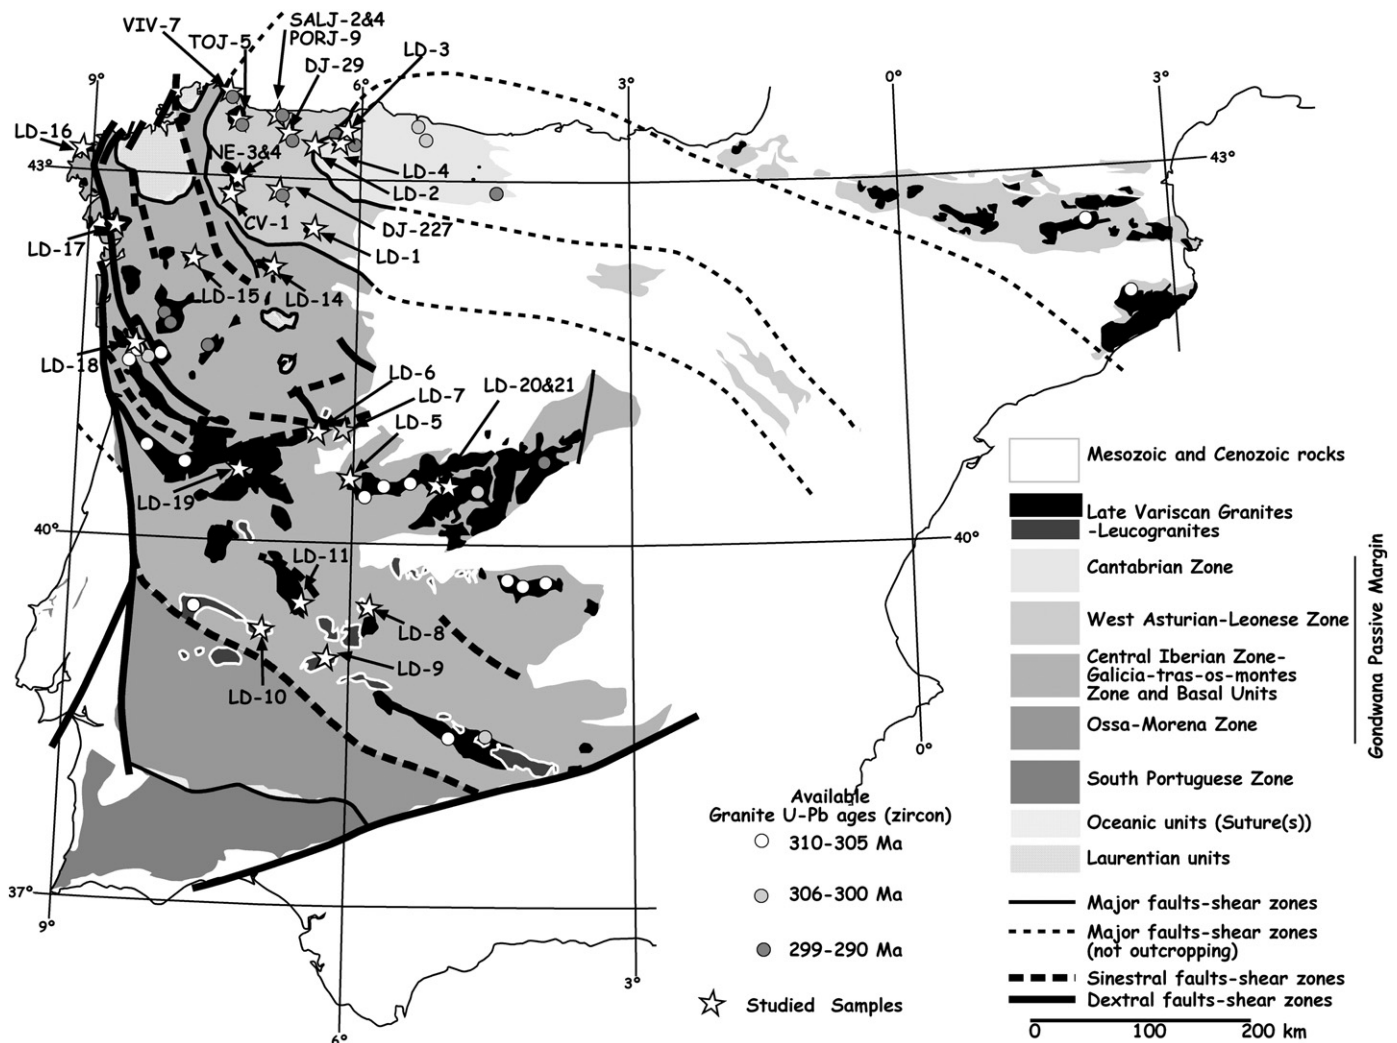 SALJ-2&4
VIV-7
PORJ-9
TOJ-5
LD-3
DJ-29
9°
6°
3°
0°
3°
LD-16
43°
NE-3&4
LD-4
43°
LD-2
CV-1
DJ-227
LD-17
LD-1
LD-15
LD-14
LD-18
LD-6
LD-20&21
LD-7
LD-5
LD-19
40°
40°
LD-11
LD-8
LD-9
LD-10
0°
37°
9°
3°
6°
Available
Granite U-Pb ages (zircon)
310-305 Ma
306-300 Ma
299-290 Ma
Studied Samples
Mesozoic and Cenozoic rocks
Late Variscan Granites
-Leucogranites
Cantabrian Zone
West Asturian-Leonese Zone
Central Iberian Zone-
Galicia-tras-os-montes
Zone and Basal Units
Ossa-Morena Zone
South Portuguese Zone
Oceanic units (Suture(s))
Laurentian units
Gondwana Passive Margin
Major faults-shear zones
Major faults-shear zones
(not outcropping)
Sinestral faults-shear zones
Dextral faults-shear zones
0 100 200 km